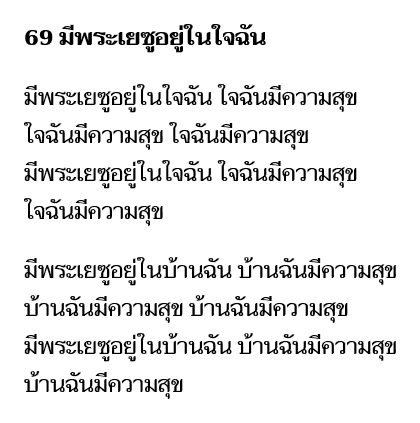 69 มีพระเยซูอยู่ในใจฉัน
มีพระเยซูอยู่ในใจฉัน ใจฉันมีความสุข
ใจฉันมีความสุข ใจฉันมีความสุข
มีพระเยซูอยู่ในใจฉัน ใจฉันมีความสุข
ใจฉันมีความสุข
มีพระเยซูอยู่ในบ้านฉัน บ้านฉันมีความสุข
บ้านฉันมีความสุข บ้านฉันมีความสุข
มีพระเยซูอยู่ในบ้านฉัน บ้านฉันมีความสุข
บ้านฉันมีความสุข